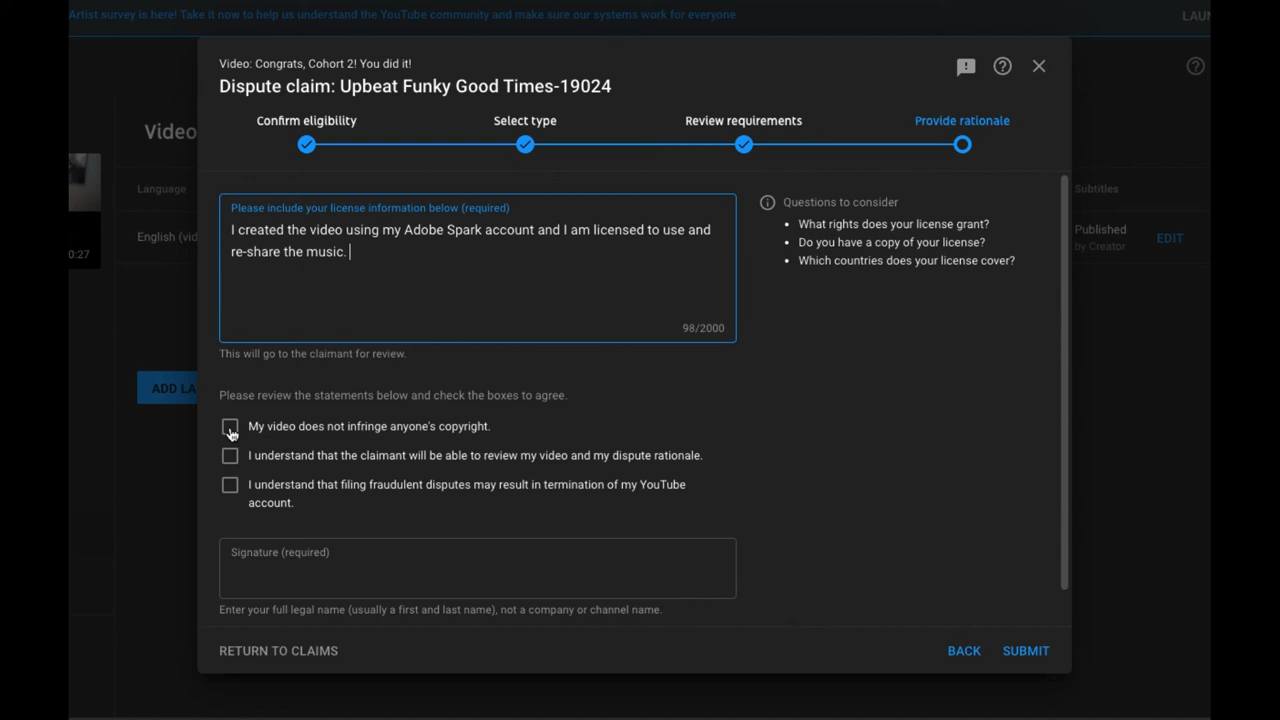 Artist survey is here! Take it now to help us understand the YouTube community and make sure our systems work for everyone
LAUN
Video: Congrats, Cohort 2! You did it!
Dispute claim: Upbeat Funky Good Times-19024
Confirm eligibility
Select type
Review requirements
Provide rationale
Video
Language
Subtitles
Please include your license information below (required)
I created the video using my Adobe Spark account and I am licensed to use and
re-share the music.
98/2000
This will go to the claimant for review.
Questions to consider
• What rights does your license grant?
• Do you have a copy of your license?
• Which countries does your license cover?
English (vid
Published
by Creator
EDIT
0:27
ADD LA
Please review the statements below and check the boxes to agree.
My video does not infringe anyone's copyright.
I understand that the claimant will be able to review my video and my dispute rationale.
I understand that filing fraudulent disputes may result in termination of my YouTube
account.
Signature (required)
Enter your full legal name (usually a first and last name), not a company or channel name.
RETURN TO CLAIMS
BACK
SUBMIT